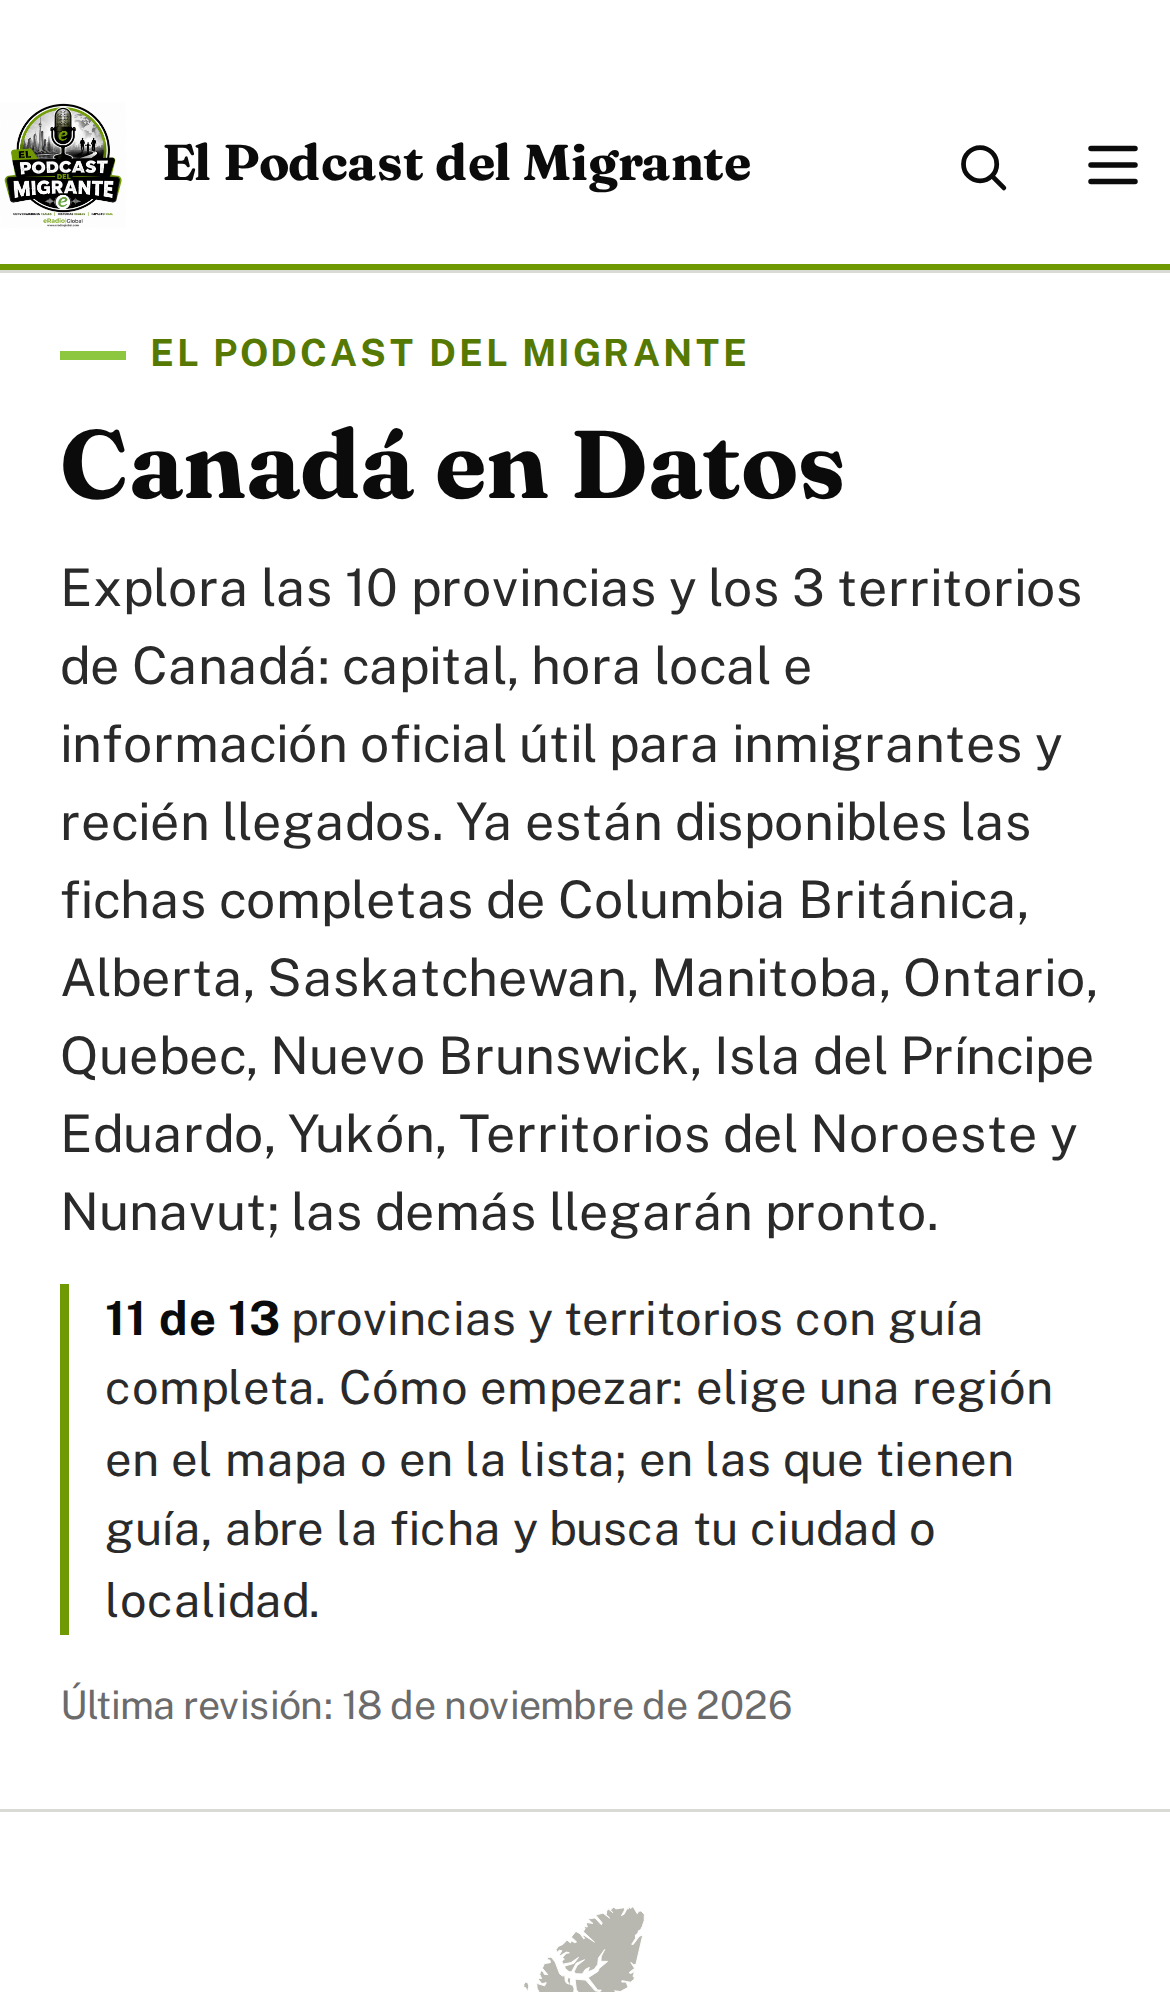 EL
PODCAST
DEL
MIGRANTE
El Podcast del Migrante
EL PODCAST DEL MIGRANTE
Canadá en Datos
Explora las 10 provincias y los 3 territorios
de Canadá: capital, hora local e
información oficial útil para inmigrantes y
recién llegados. Ya están disponibles las
fichas completas de Columbia Británica,
Alberta, Saskatchewan, Manitoba, Ontario,
Quebec, Nuevo Brunswick, Isla del Príncipe
Eduardo, Yukón, Territorios del Noroeste y
Nunavut; las demás llegarán pronto.
11 de 13 provincias y territorios con guía
completa. Cómo empezar: elige una región
en el mapa o en la lista; en las que tienen
guía, abre la ficha y busca tu ciudad o
localidad.
Última revisión: 18 de noviembre de 2026